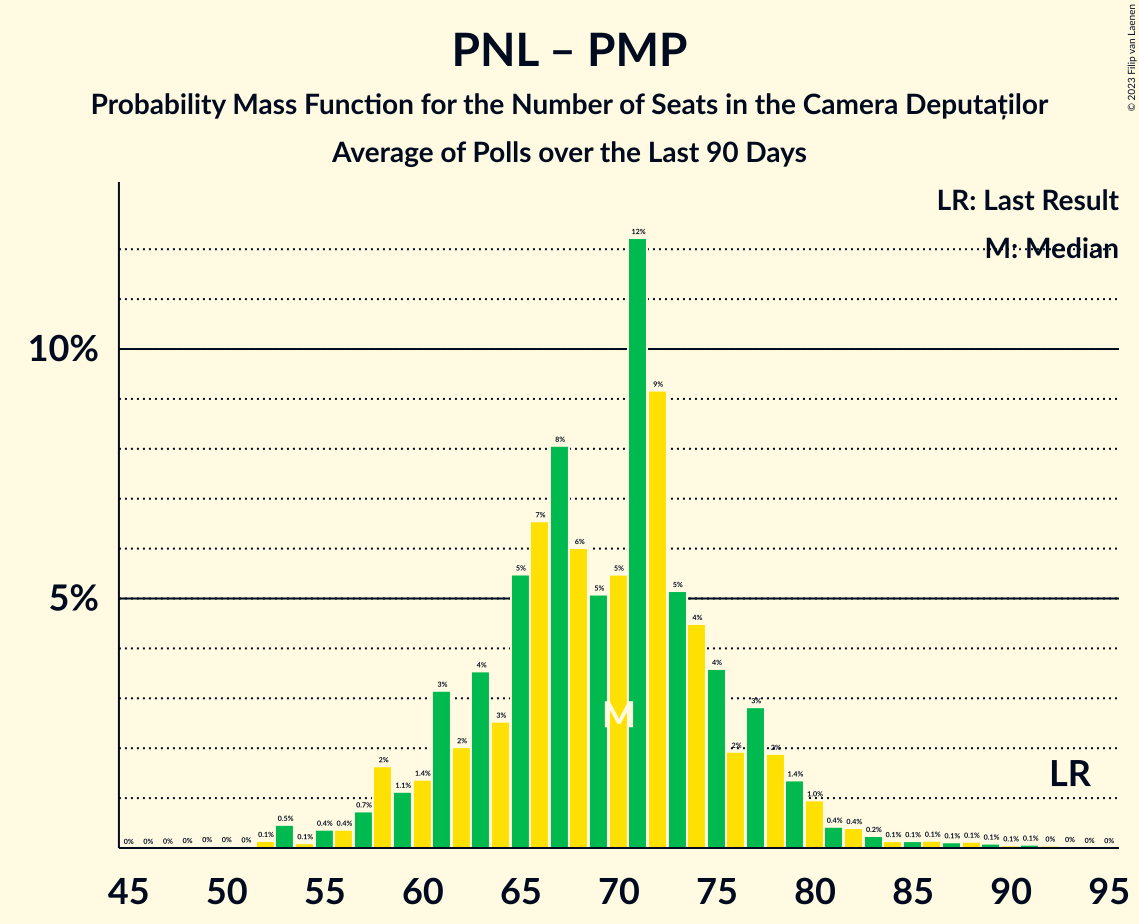 PNL – PMP
Probability Mass Function for the Number of Seats in the Camera Deputaților
Average of Polls over the Last 90 Days
© 2023 Filip van Laenen
LR: Last Result
M: Median
10%
5%
0% 0% 0% 0% 0% 0% 0% 0.1% 0.5% 0.1% 0.4% 0.4% 0.7% 2% 1.1% 1.4% 3% 2% 4% 3% 5% 7% 8% 6% 5% 5% 12% 9% 5% 4% 4% 2% 3% 2% 1.4% 1.0% 0.4% 0.4% 0.2% 0.1% 0.1% 0.1% 0.1% 0.1% 0.1% 0.1% 0.1% 0% 0% 0% 0%
M
LR
45 50 55 60 65 70 75 80 85 90 95